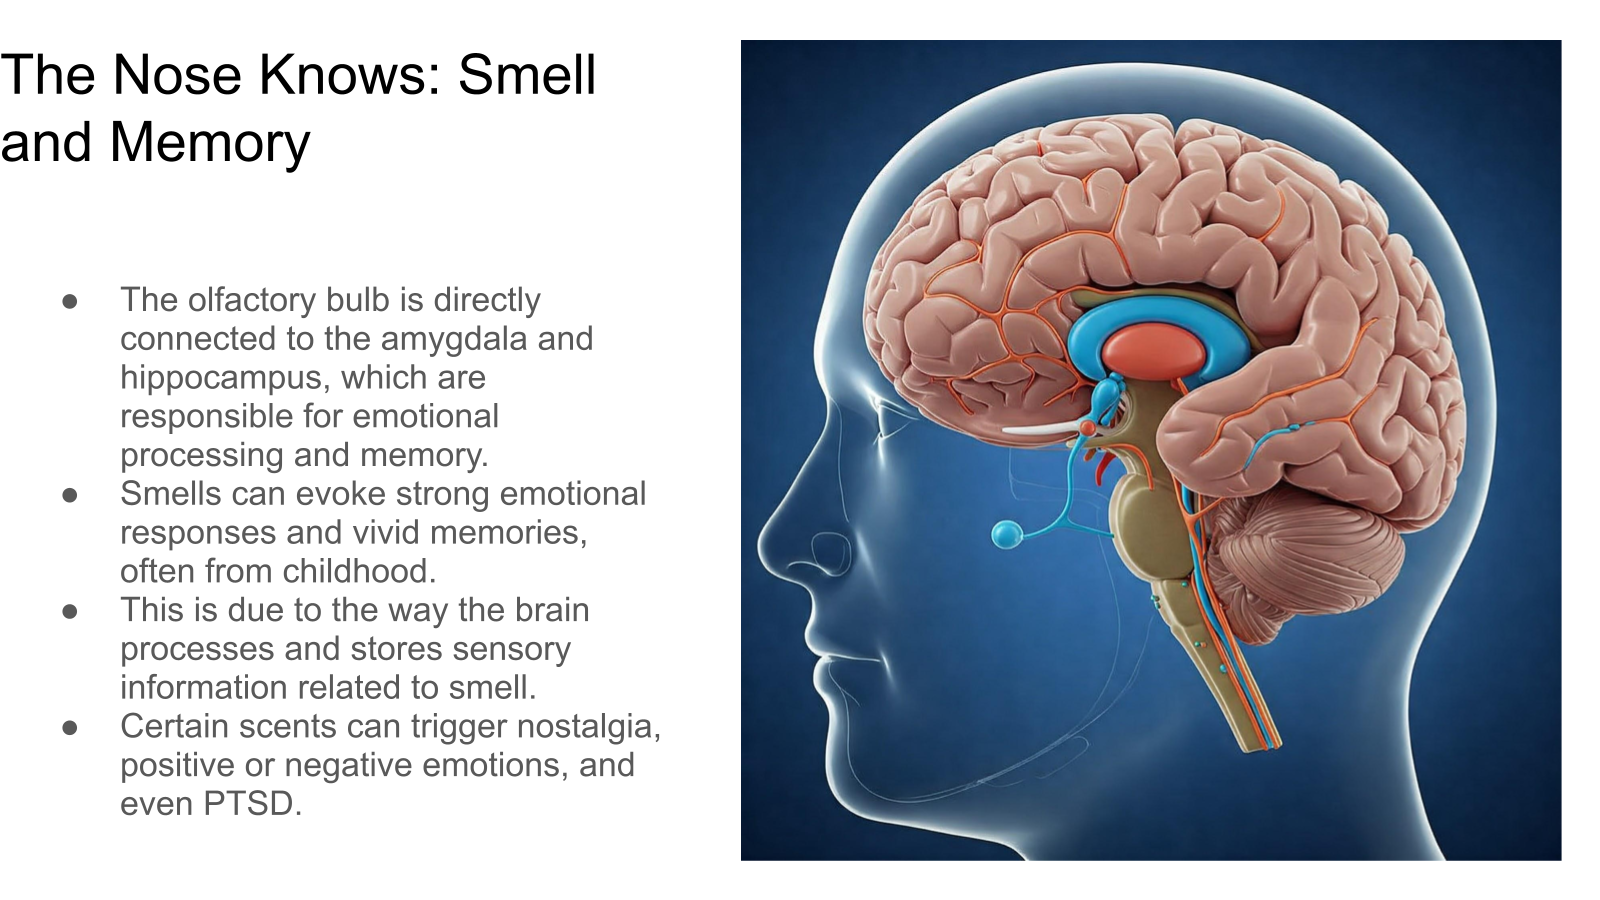 The Nose Knows: Smell
and Memory
● The olfactory bulb is directly
connected to the amygdala and
hippocampus, which are
responsible for emotional
processing and memory.
● Smells can evoke strong emotional
responses and vivid memories,
often from childhood.
● This is due to the way the brain
processes and stores sensory
information related to smell.
● Certain scents can trigger nostalgia,
positive or negative emotions, and
even PTSD.